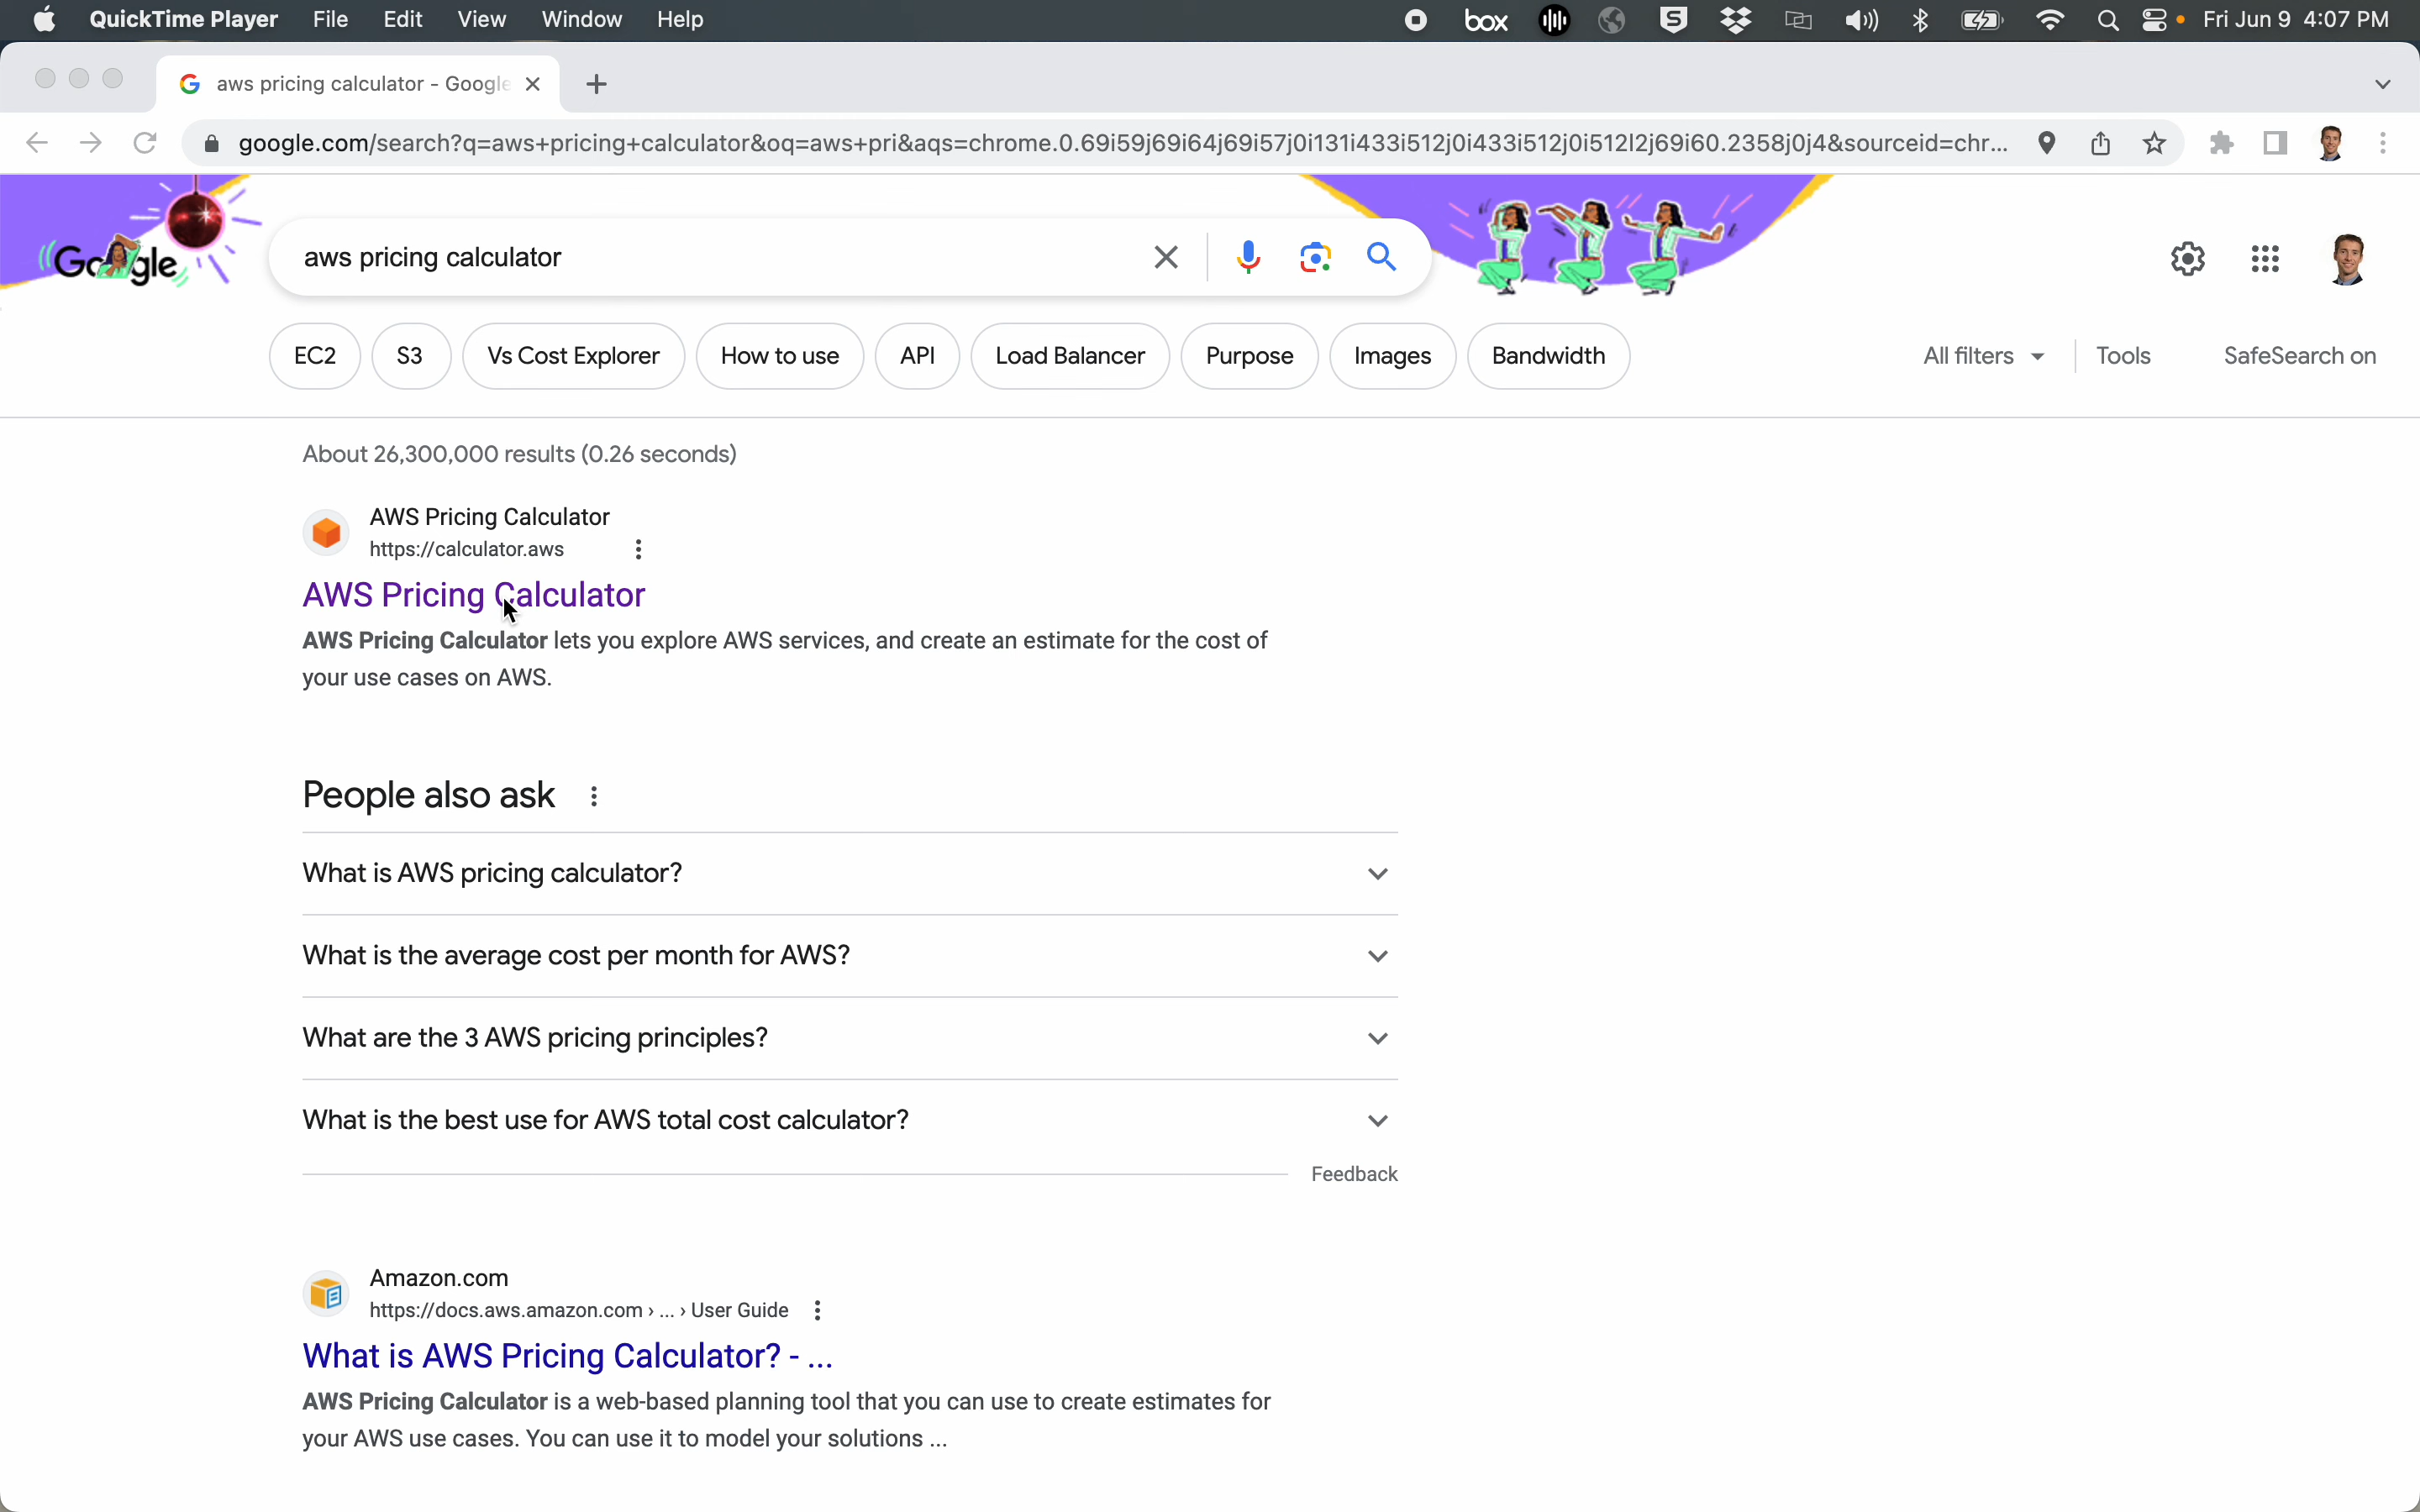 QuickTime Player File Edit View Window Help box S Fri Jun 9 4:07 PM
aws pricing calculator - Google
google.com/search?q=aws+pricing+calculator&oq=aws+pri&aqs=chrome.0.69i59j69i64j69i57j0i131i433i512j0i433i512j0i512l2j69i60.2358j0j4&sourceid=chr...
Google
aws pricing calculator
EC2 S3 Vs Cost Explorer How to use API Load Balancer Purpose Images Bandwidth All filters Tools SafeSearch on
About 26,300,000 results (0.26 seconds)
AWS Pricing Calculator
https://calculator.aws
AWS Pricing Calculator
AWS Pricing Calculator lets you explore AWS services, and create an estimate for the cost of
your use cases on AWS.
People also ask
What is AWS pricing calculator?
What is the average cost per month for AWS?
What are the 3 AWS pricing principles?
What is the best use for AWS total cost calculator?
Feedback
Amazon.com
https://docs.aws.amazon.com › ... › User Guide
What is AWS Pricing Calculator? - ...
AWS Pricing Calculator is a web-based planning tool that you can use to create estimates for
your AWS use cases. You can use it to model your solutions ...